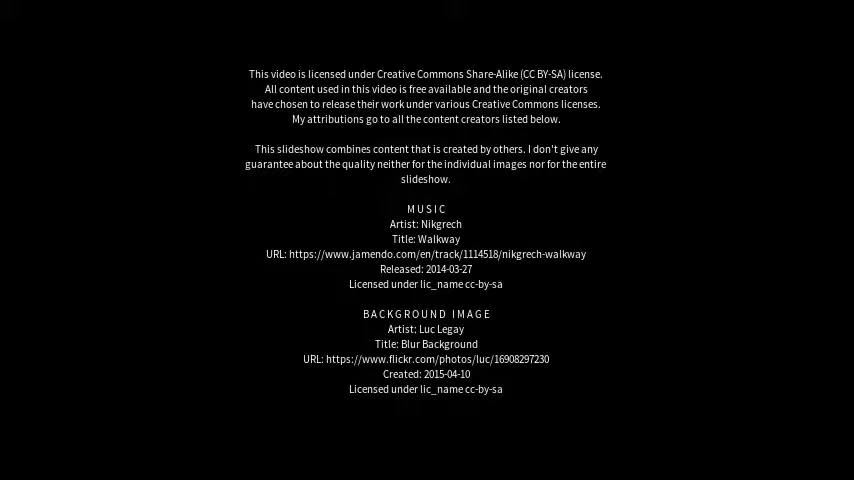 This video is licensed under Creative Commons Share-Alike (CC BY-SA) license.
All content used in this video is free available and the original creators
have chosen to release their work under various Creative Commons licenses.
My attributions go to all the content creators listed below.
This slideshow combines content that is created by others. I don't give any
guarantee about the quality neither for the individual images nor for the entire
slideshow.
MUSIC
Artist: Nikgrech
Title: Walkway
URL: https://www.jamendo.com/en/track/1114518/nikgrech-walkway
Released: 2014-03-27
Licensed under lic_name cc-by-sa
BACKGROUND IMAGE
Artist: Luc Legay
Title: Blur Background
URL: https://www.flickr.com/photos/luc/16908297230
Created: 2015-04-10
Licensed under lic_name cc-by-sa